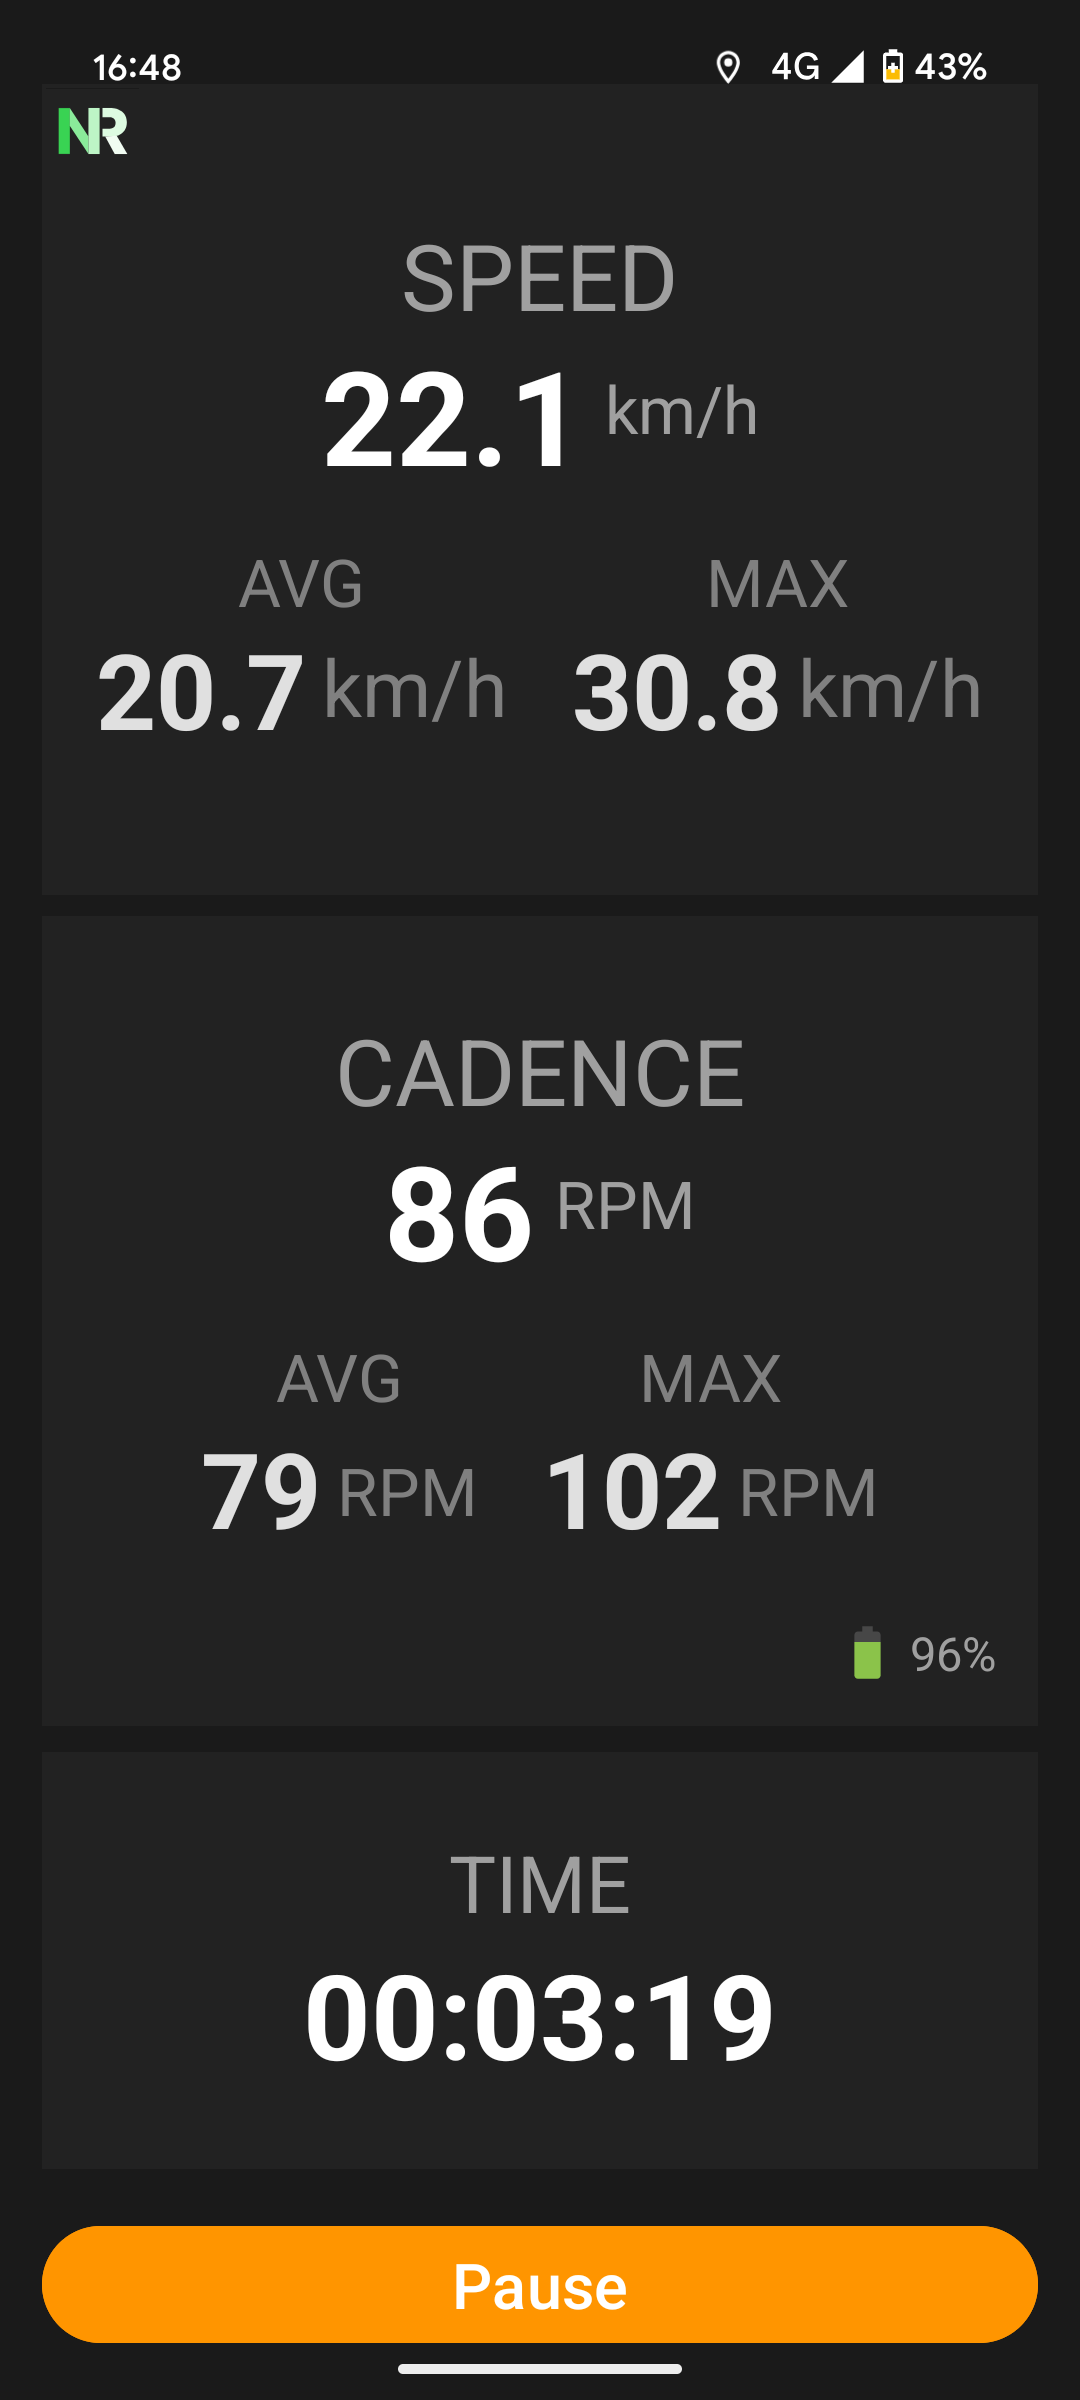 16:48 4G 43%
NR
SPEED
22.1 km/h
AVG MAX
20.7 km/h 30.8 km/h
CADENCE
86 RPM
AVG MAX
79 RPM 102 RPM
96%
TIME
00:03:19
Pause